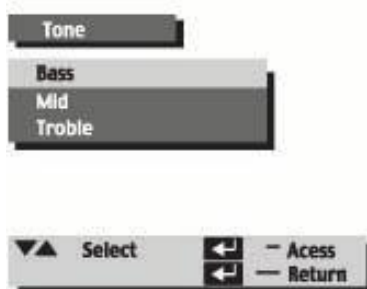 Tone
Bass
Mid
Troble
▼▲ Select — Acess
— Return